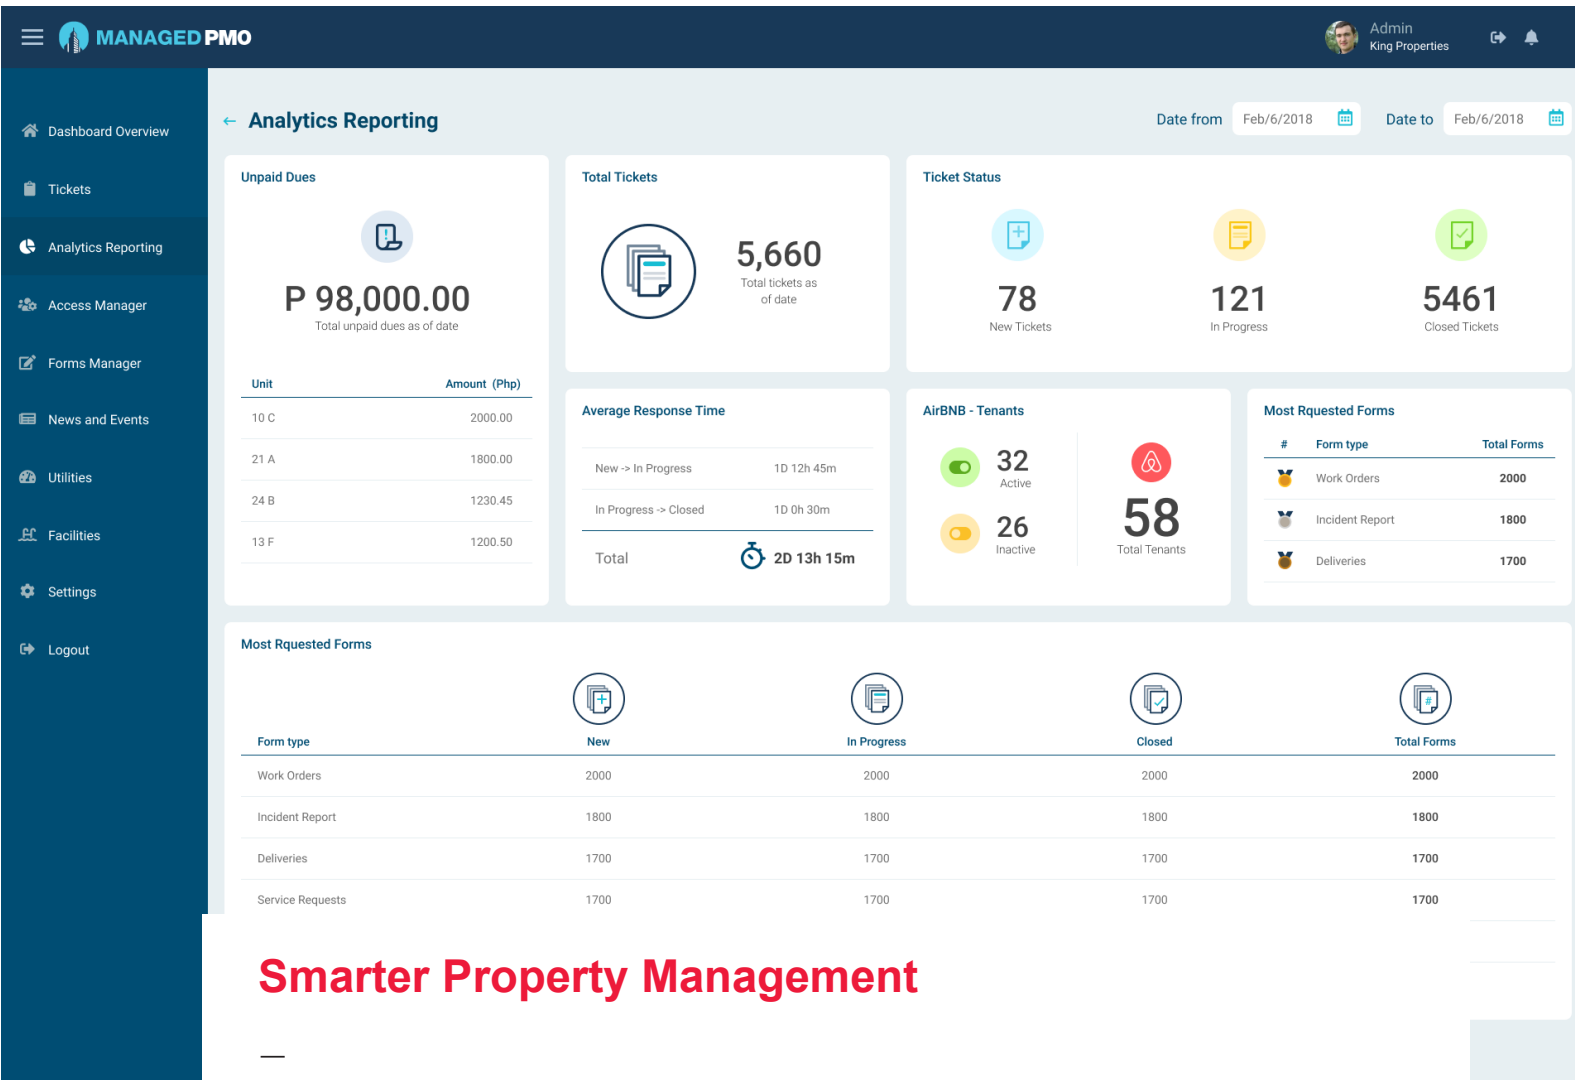 MANAGED PMO
Admin
King Properties
Dashboard Overview
Tickets
Analytics Reporting
Access Manager
Forms Manager
News and Events
Utilities
Facilities
Settings
Logout
← Analytics Reporting
Date from Feb/6/2018 Date to Feb/6/2018
Unpaid Dues
P 98,000.00
Total unpaid dues as of date
Unit Amount (Php)
10 C 2000.00
21 A 1800.00
24 B 1230.45
13 F 1200.50
Total Tickets
5,660
Total tickets as
of date
Ticket Status
78 121 5461
New Tickets In Progress Closed Tickets
Average Response Time
New -> In Progress 1D 12h 45m
In Progress -> Closed 1D 0h 30m
Total 2D 13h 15m
AirBNB - Tenants
32
Active
26
Inactive
58
Total Tenants
Most Rquested Forms
# Form type Total Forms
Work Orders 2000
Incident Report 1800
Deliveries 1700
Most Rquested Forms
#
Form type New In Progress Closed Total Forms
Work Orders 2000 2000 2000 2000
Incident Report 1800 1800 1800 1800
Deliveries 1700 1700 1700 1700
Service Requests 1700 1700 1700 1700
Smarter Property Management
—